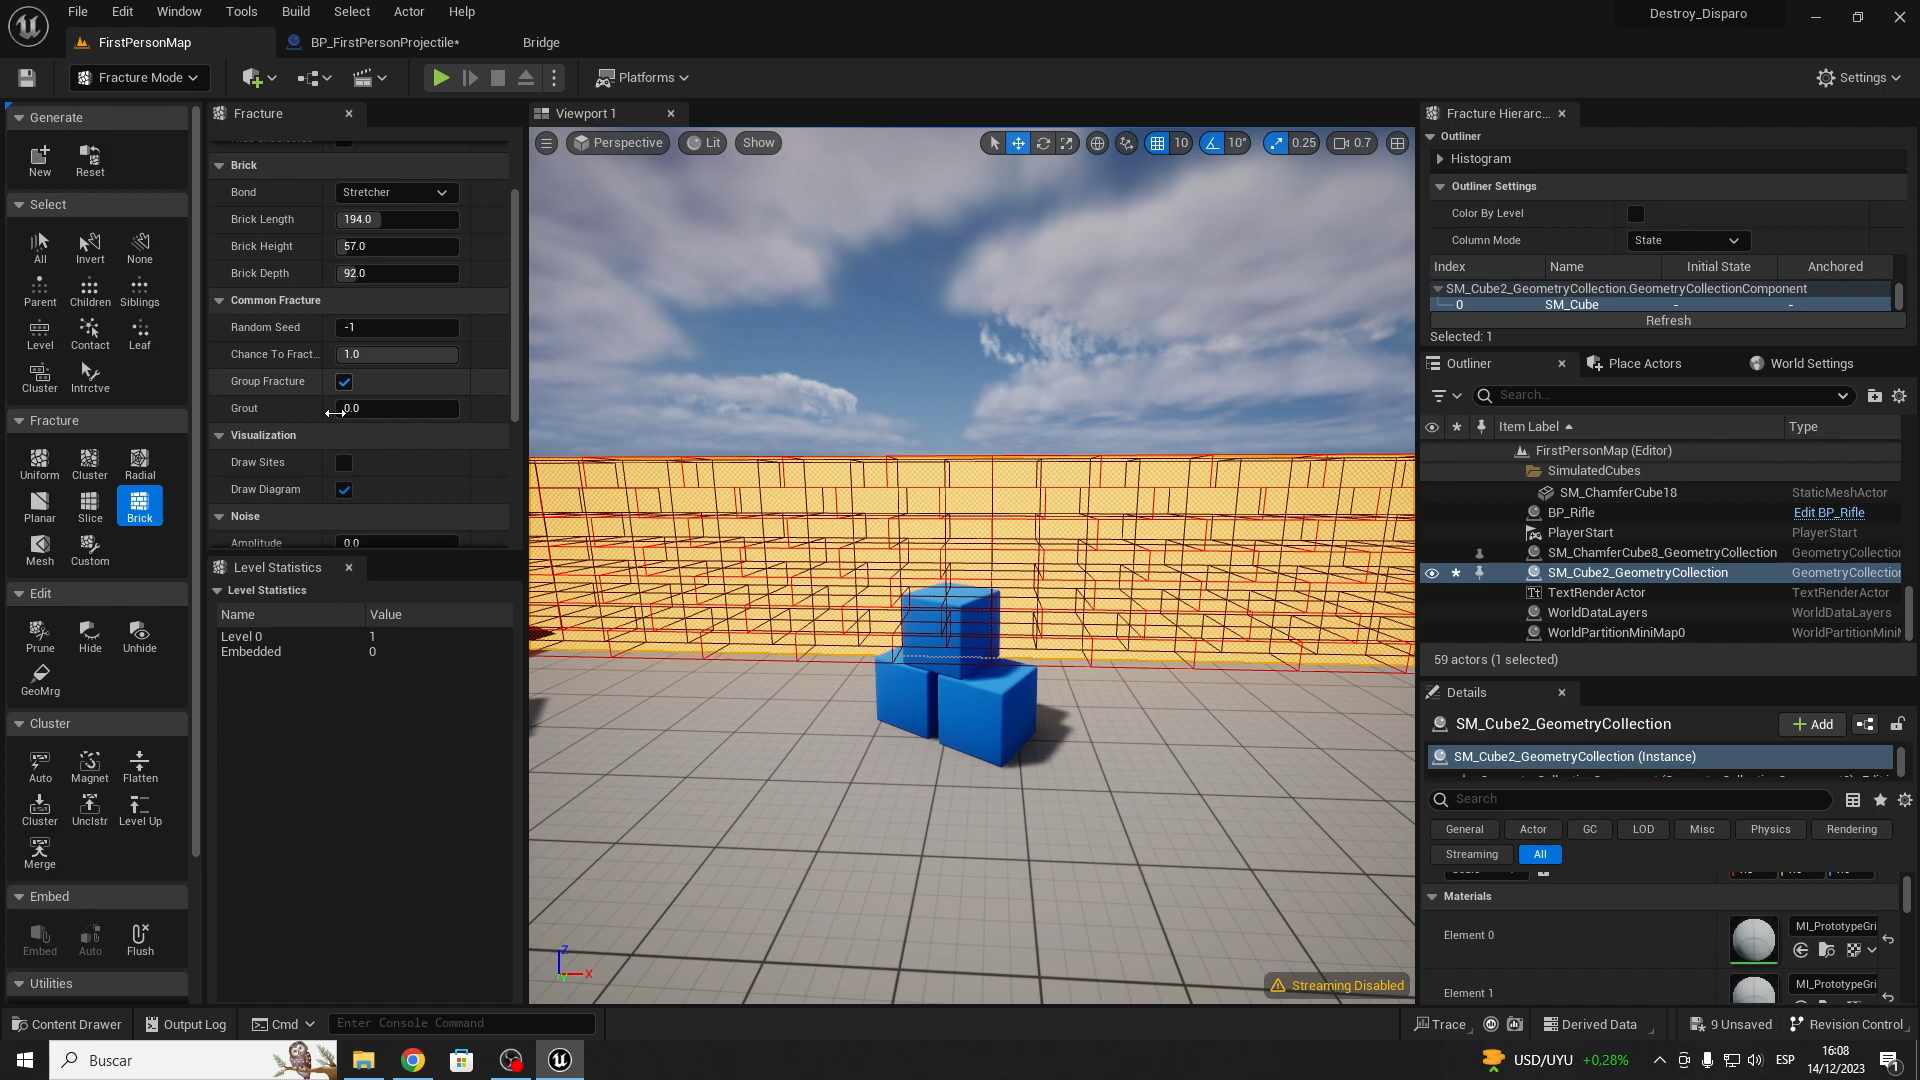 File Edit Window Tools Build Select Actor Help
Destroy_Disparo
FirstPersonMap
BP_FirstPersonProjectile*
Bridge
Fracture Mode
Platforms
Settings
Generate
New Reset
Select
All Invert None
Parent Children Siblings
Level Contact Leaf
Cluster Intrctve
Fracture
Uniform Cluster Radial
Planar Slice Brick
Mesh Custom
Edit
Prune Hide Unhide
GeoMrg
Cluster
Auto Magnet Flatten
Cluster Unclstr Level Up
Merge
Embed
Embed Auto Flush
Utilities
Fracture
Brick
Bond Stretcher
Brick Length 194.0
Brick Height 57.0
Brick Depth 92.0
Common Fracture
Random Seed -1
Chance To Fract... 1.0
Group Fracture
Grout 0.0
Visualization
Draw Sites
Draw Diagram
Noise
Amplitude 0.0
Level Statistics
Level Statistics
Name Value
Level 0 1
Embedded 0
Viewport 1
Perspective Lit Show
10 10° 0.25 0.7
Z
X
Y
Streaming Disabled
Fracture Hierarc...
Outliner
Histogram
Outliner Settings
Color By Level
Column Mode State
Index Name Initial State Anchored
SM_Cube2_GeometryCollection.GeometryCollectionComponent
0 SM_Cube - -
Refresh
Selected: 1
Outliner Place Actors World Settings
Search...
Item Label Type
FirstPersonMap (Editor)
SimulatedCubes
SM_ChamferCube18 StaticMeshActor
BP_Rifle Edit BP_Rifle
PlayerStart PlayerStart
SM_ChamferCube8_GeometryCollection GeometryCollection
SM_Cube2_GeometryCollection GeometryCollection
TextRenderActor TextRenderActor
WorldDataLayers WorldDataLayers
WorldPartitionMiniMap0 WorldPartitionMini
59 actors (1 selected)
Details
SM_Cube2_GeometryCollection
Add
SM_Cube2_GeometryCollection (Instance)
Search
General Actor GC LOD Misc Physics Rendering
Streaming All
Materials
Element 0 MI_PrototypeGri
Element 1 MI_PrototypeGri
Content Drawer Output Log Cmd Enter Console Command
Trace Derived Data 9 Unsaved Revision Control
Buscar
USD/UYU +0,28%
ESP
16:08
14/12/2023
1